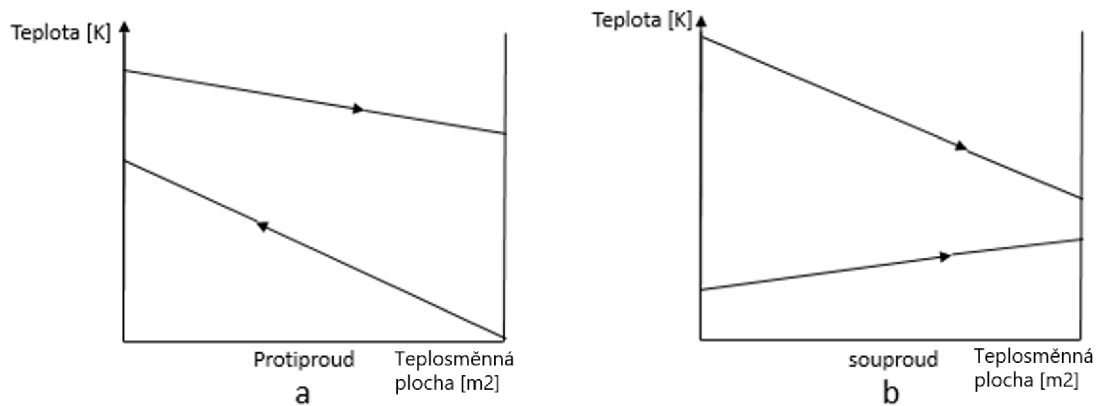 Teplota [K]
Protiproud
Teplosměnná
plocha [m2]
a
Teplota [K]
souproud
Teplosměnná
plocha [m2]
b